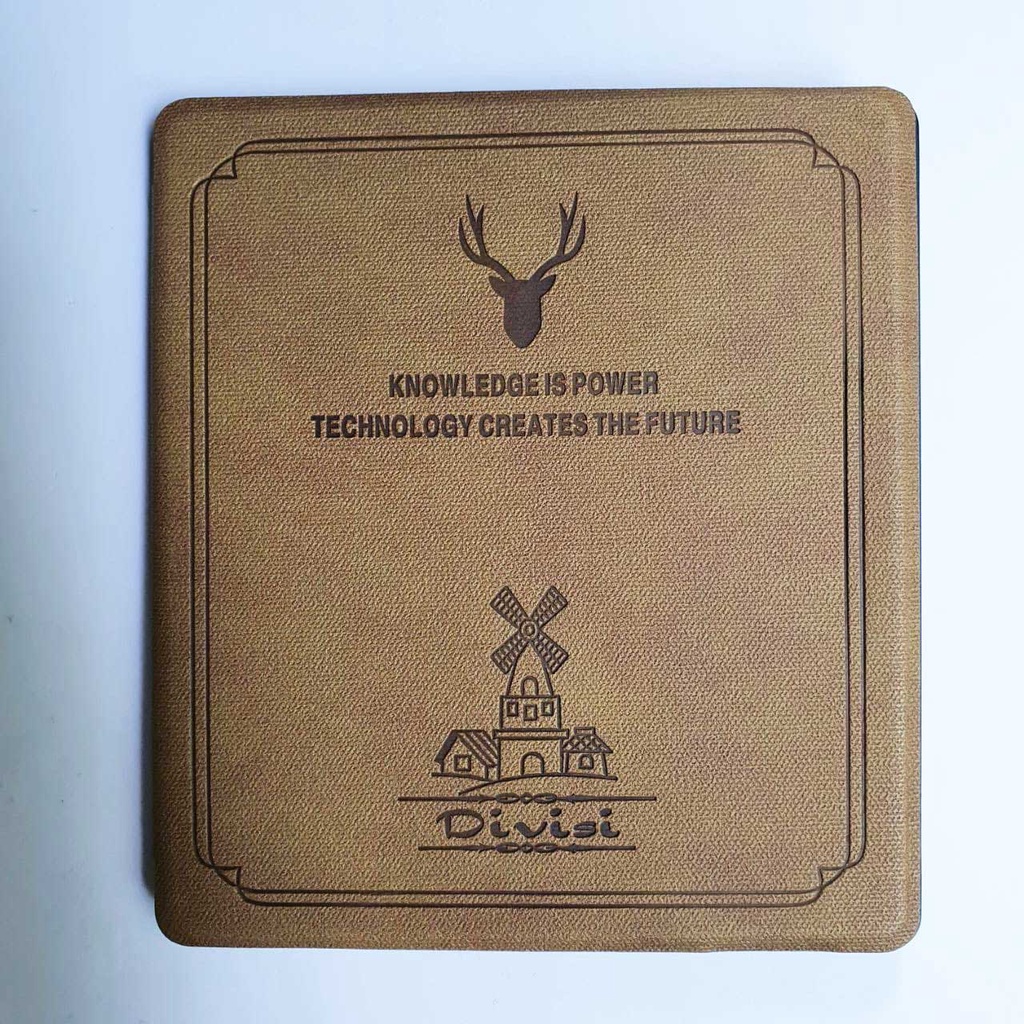 KNOWLEDGE IS POWER
TECHNOLOGY CREATES THE FUTURE
Divisi